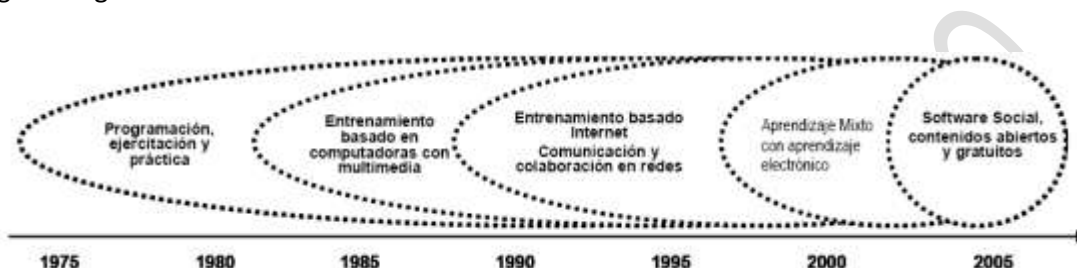 Programación,
ejercitación y
práctica
Entrenamiento
basado en
computadoras con
multimedia
Entrenamiento basado
Internet
Comunicación y
colaboración en redes
Aprendizaje Mixto
con aprendizaje
electrónico
Software Social,
contenidos abiertos
y gratuitos
1975 1980 1985 1990 1995 2000 2005